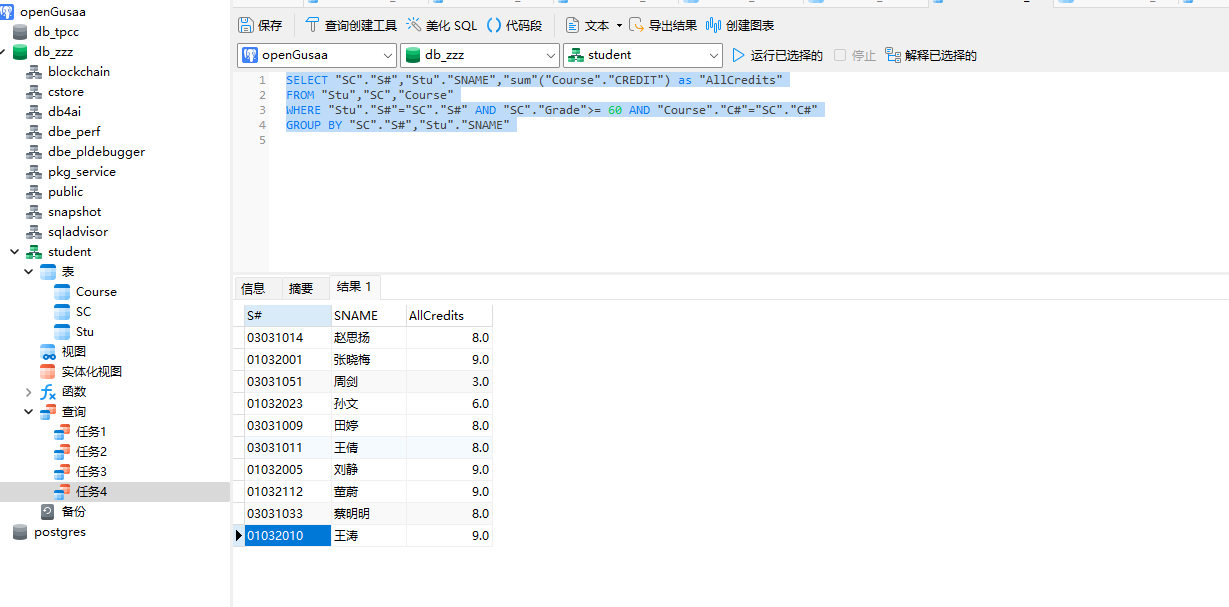 openGusaa
db_tpcc
db_zzz
blockchain
cstore
db4ai
dbe_perf
dbe_pldebugger
pkg_service
public
snapshot
sqladvisor
student
表
Course
SC
Stu
视图
实体化视图
函数
查询
任务1
任务2
任务3
任务4
备份
postgres
保存 查询创建工具 美化 SQL 代码段 文本 导出结果 创建图表
openGusaa db_zzz student 运行已选择的 停止 解释已选择的
1 SELECT "SC"."S#","Stu"."SNAME","sum"("Course"."CREDIT") as "AllCredits"
2 FROM "Stu","SC","Course"
3 WHERE "Stu"."S#"="SC"."S#" AND "SC"."Grade">= 60 AND "Course"."C#"="SC"."C#"
4 GROUP BY "SC"."S#","Stu"."SNAME"
5
信息 摘要 结果 1
S# SNAME AllCredits
03031014 赵思扬 8.0
01032001 张晓梅 9.0
03031051 周剑 3.0
01032023 孙文 6.0
03031009 田婷 8.0
03031011 王倩 8.0
01032005 刘静 9.0
01032112 董蔚 9.0
03031033 蔡明明 8.0
01032010 王涛 9.0